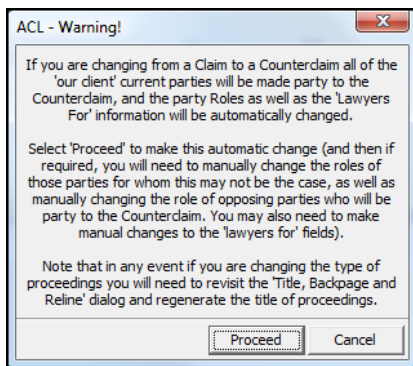 ACL - Warning!
If you are changing from a Claim to a Counterclaim all of the
'our client' current parties will be made party to the
Counterclaim, and the party Roles as well as the 'Lawyers
For' information will be automatically changed.
Select 'Proceed' to make this automatic change (and then if
required, you will need to manually change the roles of
those parties for whom this may not be the case, as well as
manually changing the role of opposing parties who will be
party to the Counterclaim. You may also need to make
manual changes to the 'lawyers for' fields).
Note that in any event if you are changing the type of
proceedings you will need to revisit the 'Title, Backpage and
Reline' dialog and regenerate the title of proceedings.
Proceed Cancel